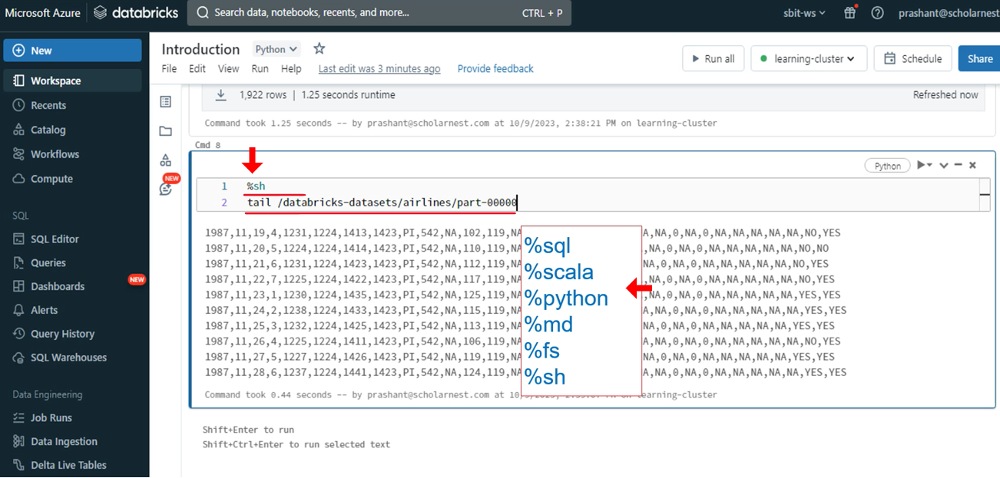 Microsoft Azure databricks Search data, notebooks, recents, and more... CTRL + P sbit-ws prashant@scholarnest
New
Workspace
Recents
Catalog
Workflows
Compute
SQL
SQL Editor
Queries
Dashboards NEW
Alerts
Query History
SQL Warehouses
Data Engineering
Job Runs
Data Ingestion
Delta Live Tables
Introduction Python
File Edit View Run Help Last edit was 3 minutes ago Provide feedback
Run all learning-cluster Schedule Share
NEW
1,922 rows | 1.25 seconds runtime Refreshed now
Command took 1.25 seconds -- by prashant@scholarnest.com at 10/9/2023, 2:38:21 PM on learning-cluster
Cmd 8
Python
1 %sh
2 tail /databricks-datasets/airlines/part-00000
1987,11,19,4,1231,1224,1413,1423,PI,542,NA,102,119,NA A,NA,0,NA,0,NA,NA,NA,NA,NA,NO,YES
1987,11,20,5,1224,1224,1414,1423,PI,542,NA,110,119,NA ,NA,0,NA,0,NA,NA,NA,NA,NA,NO,NO
1987,11,21,6,1231,1224,1423,1423,PI,542,NA,112,119,NA NA,0,NA,0,NA,NA,NA,NA,NA,NO,YES
1987,11,22,7,1225,1224,1422,1423,PI,542,NA,117,119,NA ,NA,0,NA,0,NA,NA,NA,NA,NA,NO,YES
1987,11,23,1,1230,1224,1435,1423,PI,542,NA,125,119,NA ,NA,0,NA,0,NA,NA,NA,NA,NA,YES,YES
1987,11,24,2,1238,1224,1433,1423,PI,542,NA,115,119,NA A,NA,0,NA,0,NA,NA,NA,NA,NA,YES,YES
1987,11,25,3,1232,1224,1425,1423,PI,542,NA,113,119,NA NA,0,NA,0,NA,NA,NA,NA,NA,YES,YES
1987,11,26,4,1225,1224,1411,1423,PI,542,NA,106,119,NA A,NA,0,NA,0,NA,NA,NA,NA,NA,NO,YES
1987,11,27,5,1227,1224,1426,1423,PI,542,NA,119,119,NA NA,0,NA,0,NA,NA,NA,NA,NA,YES,YES
1987,11,28,6,1237,1224,1441,1423,PI,542,NA,124,119,NA A,NA,0,NA,0,NA,NA,NA,NA,NA,YES,YES
%sql
%scala
%python
%md
%fs
%sh
Command took 0.44 seconds -- by prashant@scholarnest.com at learning-cluster
Shift+Enter to run
Shift+Ctrl+Enter to run selected text